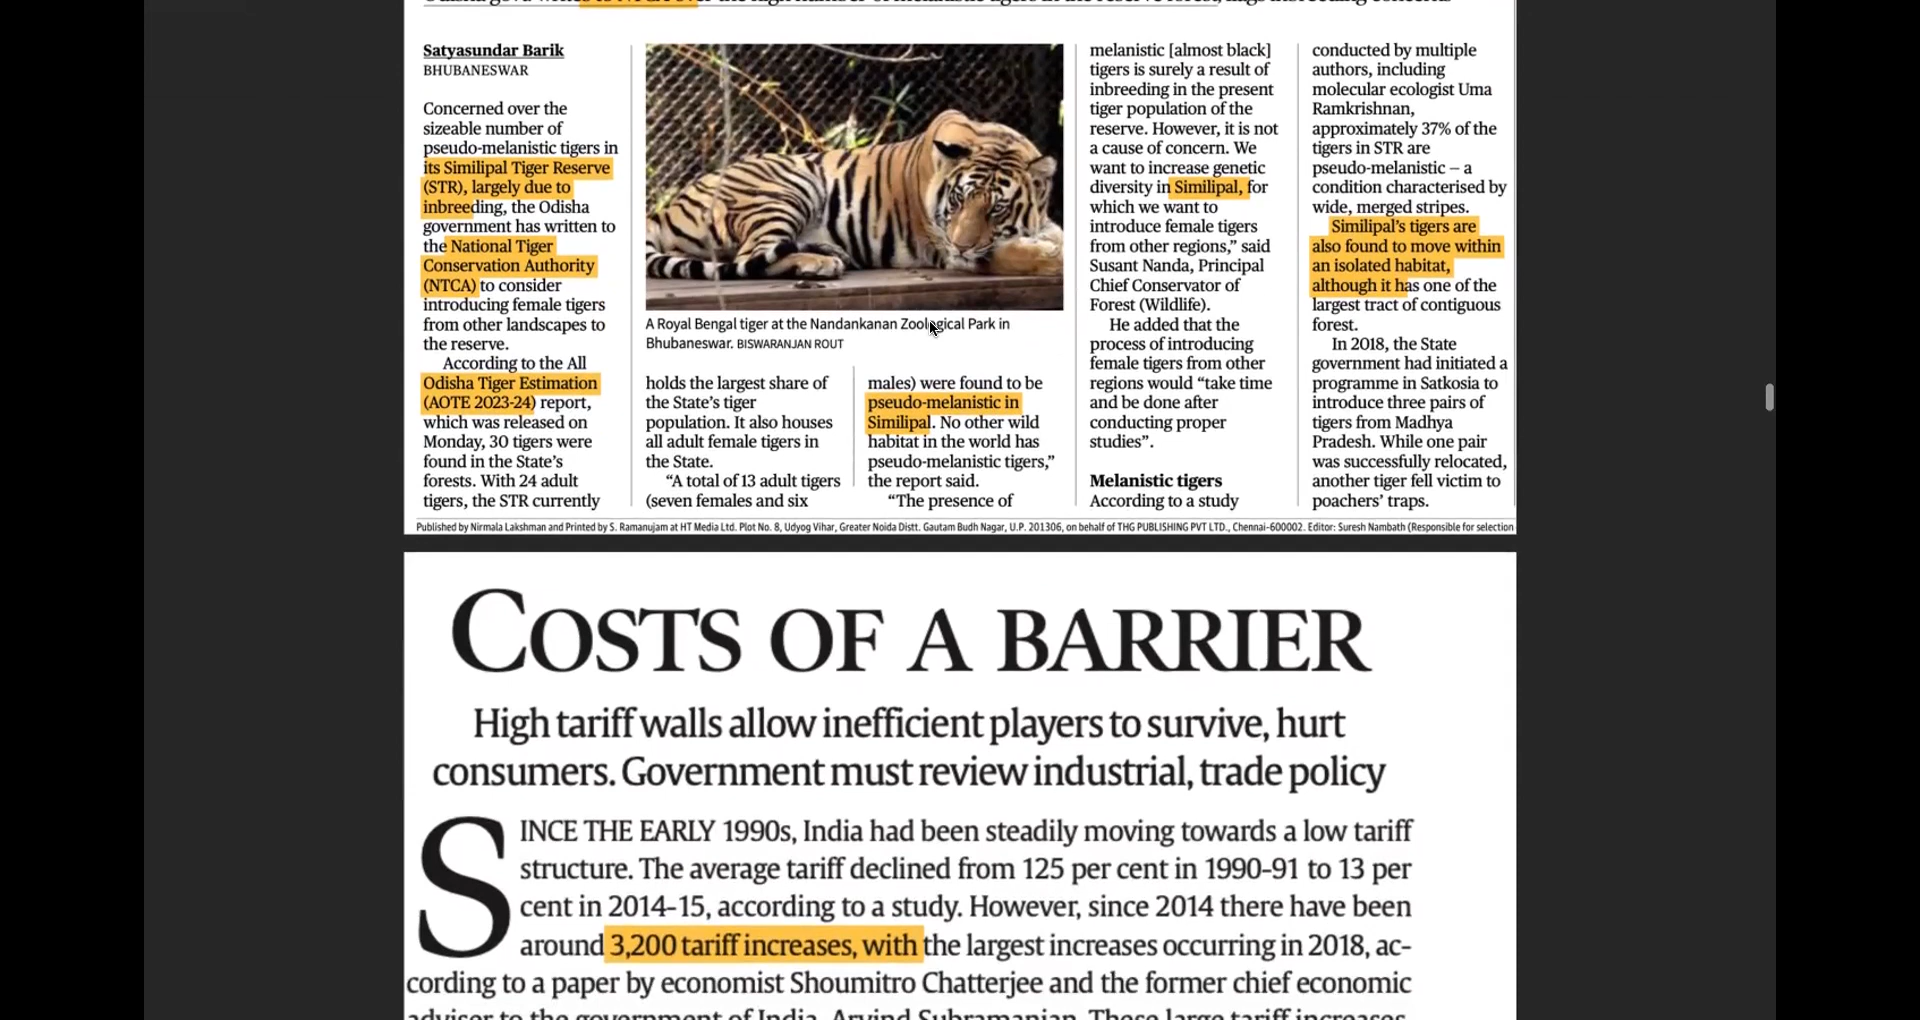 Satyasundar Barik
BHUBANESWAR
Concerned over the
sizeable number of
pseudo-melanistic tigers in
its Similipal Tiger Reserve
(STR), largely due to
inbreeding, the Odisha
government has written to
the National Tiger
Conservation Authority
(NTCA) to consider
introducing female tigers
from other landscapes to
the reserve.
According to the All
Odisha Tiger Estimation
(AOTE 2023-24) report,
which was released on
Monday, 30 tigers were
found in the State’s
forests. With 24 adult
tigers, the STR currently
A Royal Bengal tiger at the Nandankanan Zoological Park in
Bhubaneswar. BISWARANJAN ROUT
holds the largest share of
the State’s tiger
population. It also houses
all adult female tigers in
the State.
“A total of 13 adult tigers
(seven females and six
males) were found to be
pseudo-melanistic in
Similipal. No other wild
habitat in the world has
pseudo-melanistic tigers,”
the report said.
“The presence of
melanistic [almost black]
tigers is surely a result of
inbreeding in the present
tiger population of the
reserve. However, it is not
a cause of concern. We
want to increase genetic
diversity in Similipal, for
which we want to
introduce female tigers
from other regions,” said
Susant Nanda, Principal
Chief Conservator of
Forest (Wildlife).
He added that the
process of introducing
female tigers from other
regions would “take time
and be done after
conducting proper
studies”.
Melanistic tigers
According to a study
conducted by multiple
authors, including
molecular ecologist Uma
Ramkrishnan,
approximately 37% of the
tigers in STR are
pseudo-melanistic – a
condition characterised by
wide, merged stripes.
Similipal’s tigers are
also found to move within
an isolated habitat,
although it has one of the
largest tract of contiguous
forest.
In 2018, the State
government had initiated a
programme in Satkosia to
introduce three pairs of
tigers from Madhya
Pradesh. While one pair
was successfully relocated,
another tiger fell victim to
poachers’ traps.
Published by Nirmala Lakshman and Printed by S. Ramanujam at HT Media Ltd. Plot No. 8, Udyog Vihar, Greater Noida Distt. Gautam Budh Nagar, U.P. 201306, on behalf of THG PUBLISHING PVT LTD., Chennai-600002. Editor: Suresh Nambath (Responsible for selection
COSTS OF A BARRIER
High tariff walls allow inefficient players to survive, hurt
consumers. Government must review industrial, trade policy
SINCE THE EARLY 1990s, India had been steadily moving towards a low tariff
structure. The average tariff declined from 125 per cent in 1990-91 to 13 per
cent in 2014-15, according to a study. However, since 2014 there have been
around 3,200 tariff increases, with the largest increases occurring in 2018, ac-
cording to a paper by economist Shoumitro Chatterjee and the former chief economic
adviser to the government of India, Arvind Subramanian. These large tariff increases